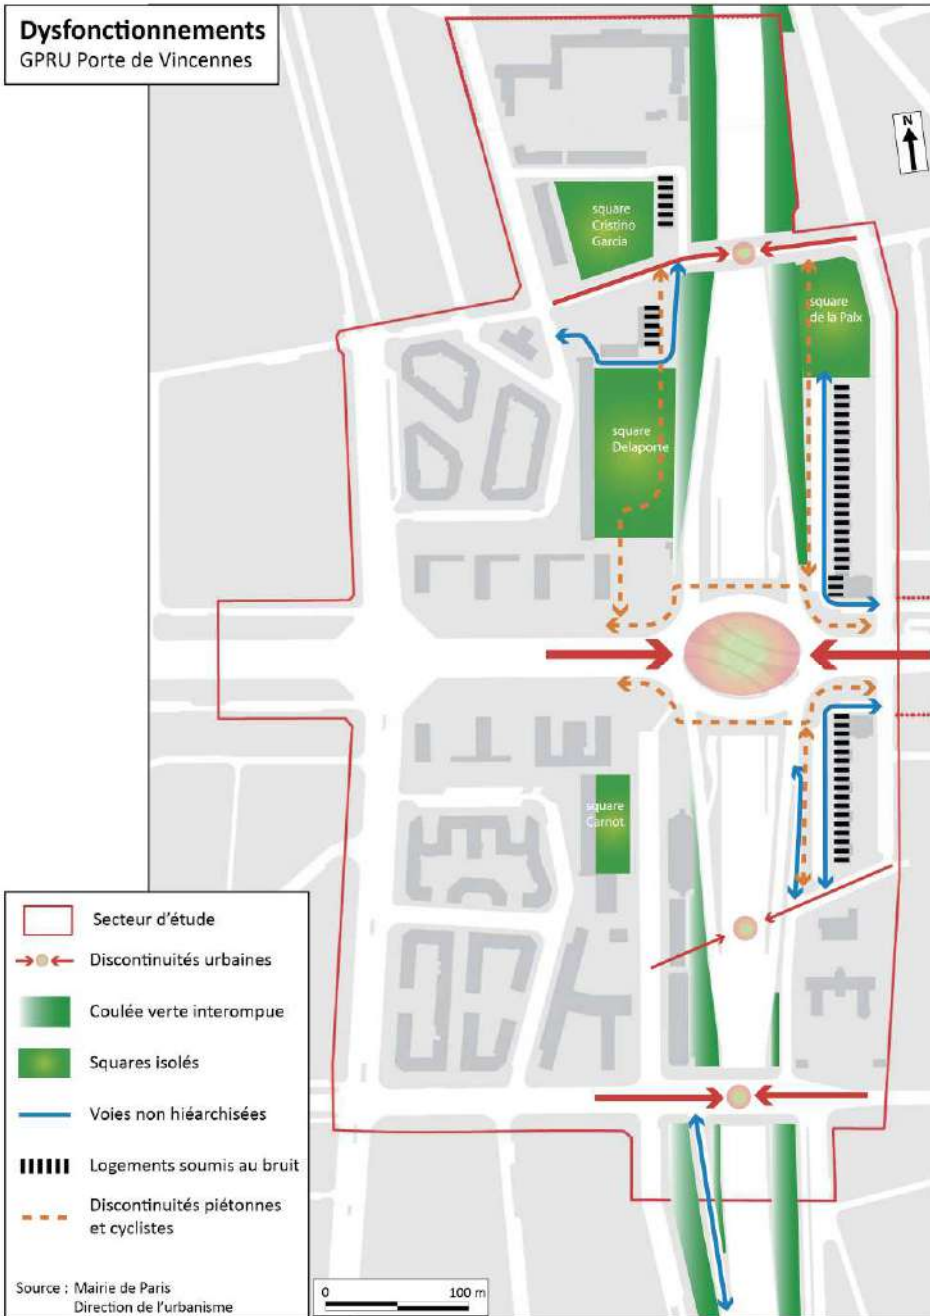 Dysfonctionnements
GPRU Porte de Vincennes
N
square
Cristino
Garcia
square
de la Paix
square
Delaporte
square
Carnot
Secteur d'étude
Discontinuités urbaines
Coulée verte interompue
Squares isolés
Voies non hiéarchisées
Logements soumis au bruit
Discontinuités piétonnes
et cyclistes
Source : Mairie de Paris
Direction de l'urbanisme
0 100 m